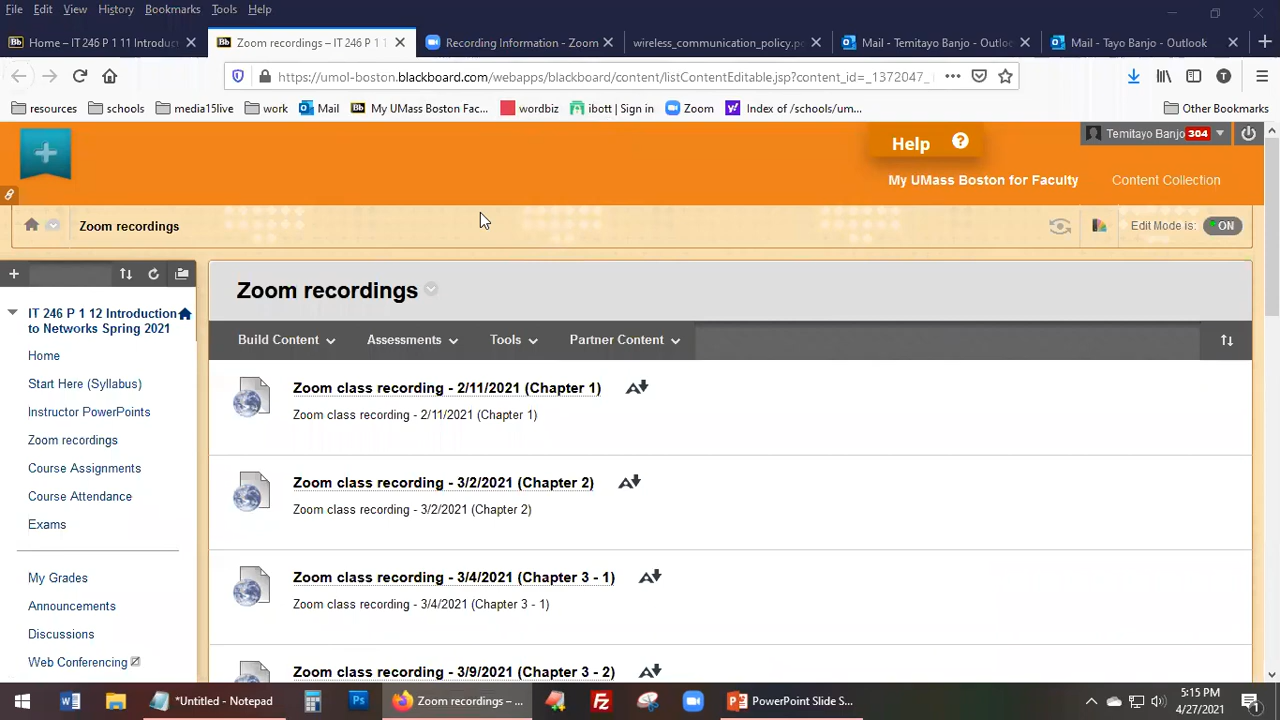 File Edit View History Bookmarks Tools Help
Bb Home – IT 246 P 1 11 Introduc
Bb Zoom recordings – IT 246 P 1 1
Recording Information - Zoom
wireless_communication_policy.p
Mail - Temitayo Banjo - Outloo
Mail - Tayo Banjo - Outlook
https://umol-boston.blackboard.com/webapps/blackboard/content/listContentEditable.jsp?content_id=_1372047_
T
resources schools media15live work Mail Bb My UMass Boston Fac... wordbiz ibott | Sign in Zoom Index of /schools/um... Other Bookmarks
Temitayo Banjo 304
Help ?
My UMass Boston for Faculty Content Collection
Zoom recordings
Edit Mode is: ON
IT 246 P 1 12 Introduction
to Networks Spring 2021
Home
Start Here (Syllabus)
Instructor PowerPoints
Zoom recordings
Course Assignments
Course Attendance
Exams
My Grades
Announcements
Discussions
Web Conferencing
Zoom recordings
Build Content Assessments Tools Partner Content
Zoom class recording - 2/11/2021 (Chapter 1)
Zoom class recording - 2/11/2021 (Chapter 1)
Zoom class recording - 3/2/2021 (Chapter 2)
Zoom class recording - 3/2/2021 (Chapter 2)
Zoom class recording - 3/4/2021 (Chapter 3 - 1)
Zoom class recording - 3/4/2021 (Chapter 3 - 1)
Zoom class recording - 3/9/2021 (Chapter 3 - 2)
*Untitled - Notepad
Ps
Zoom recordings – ...
PowerPoint Slide S...
5:15 PM
4/27/2021